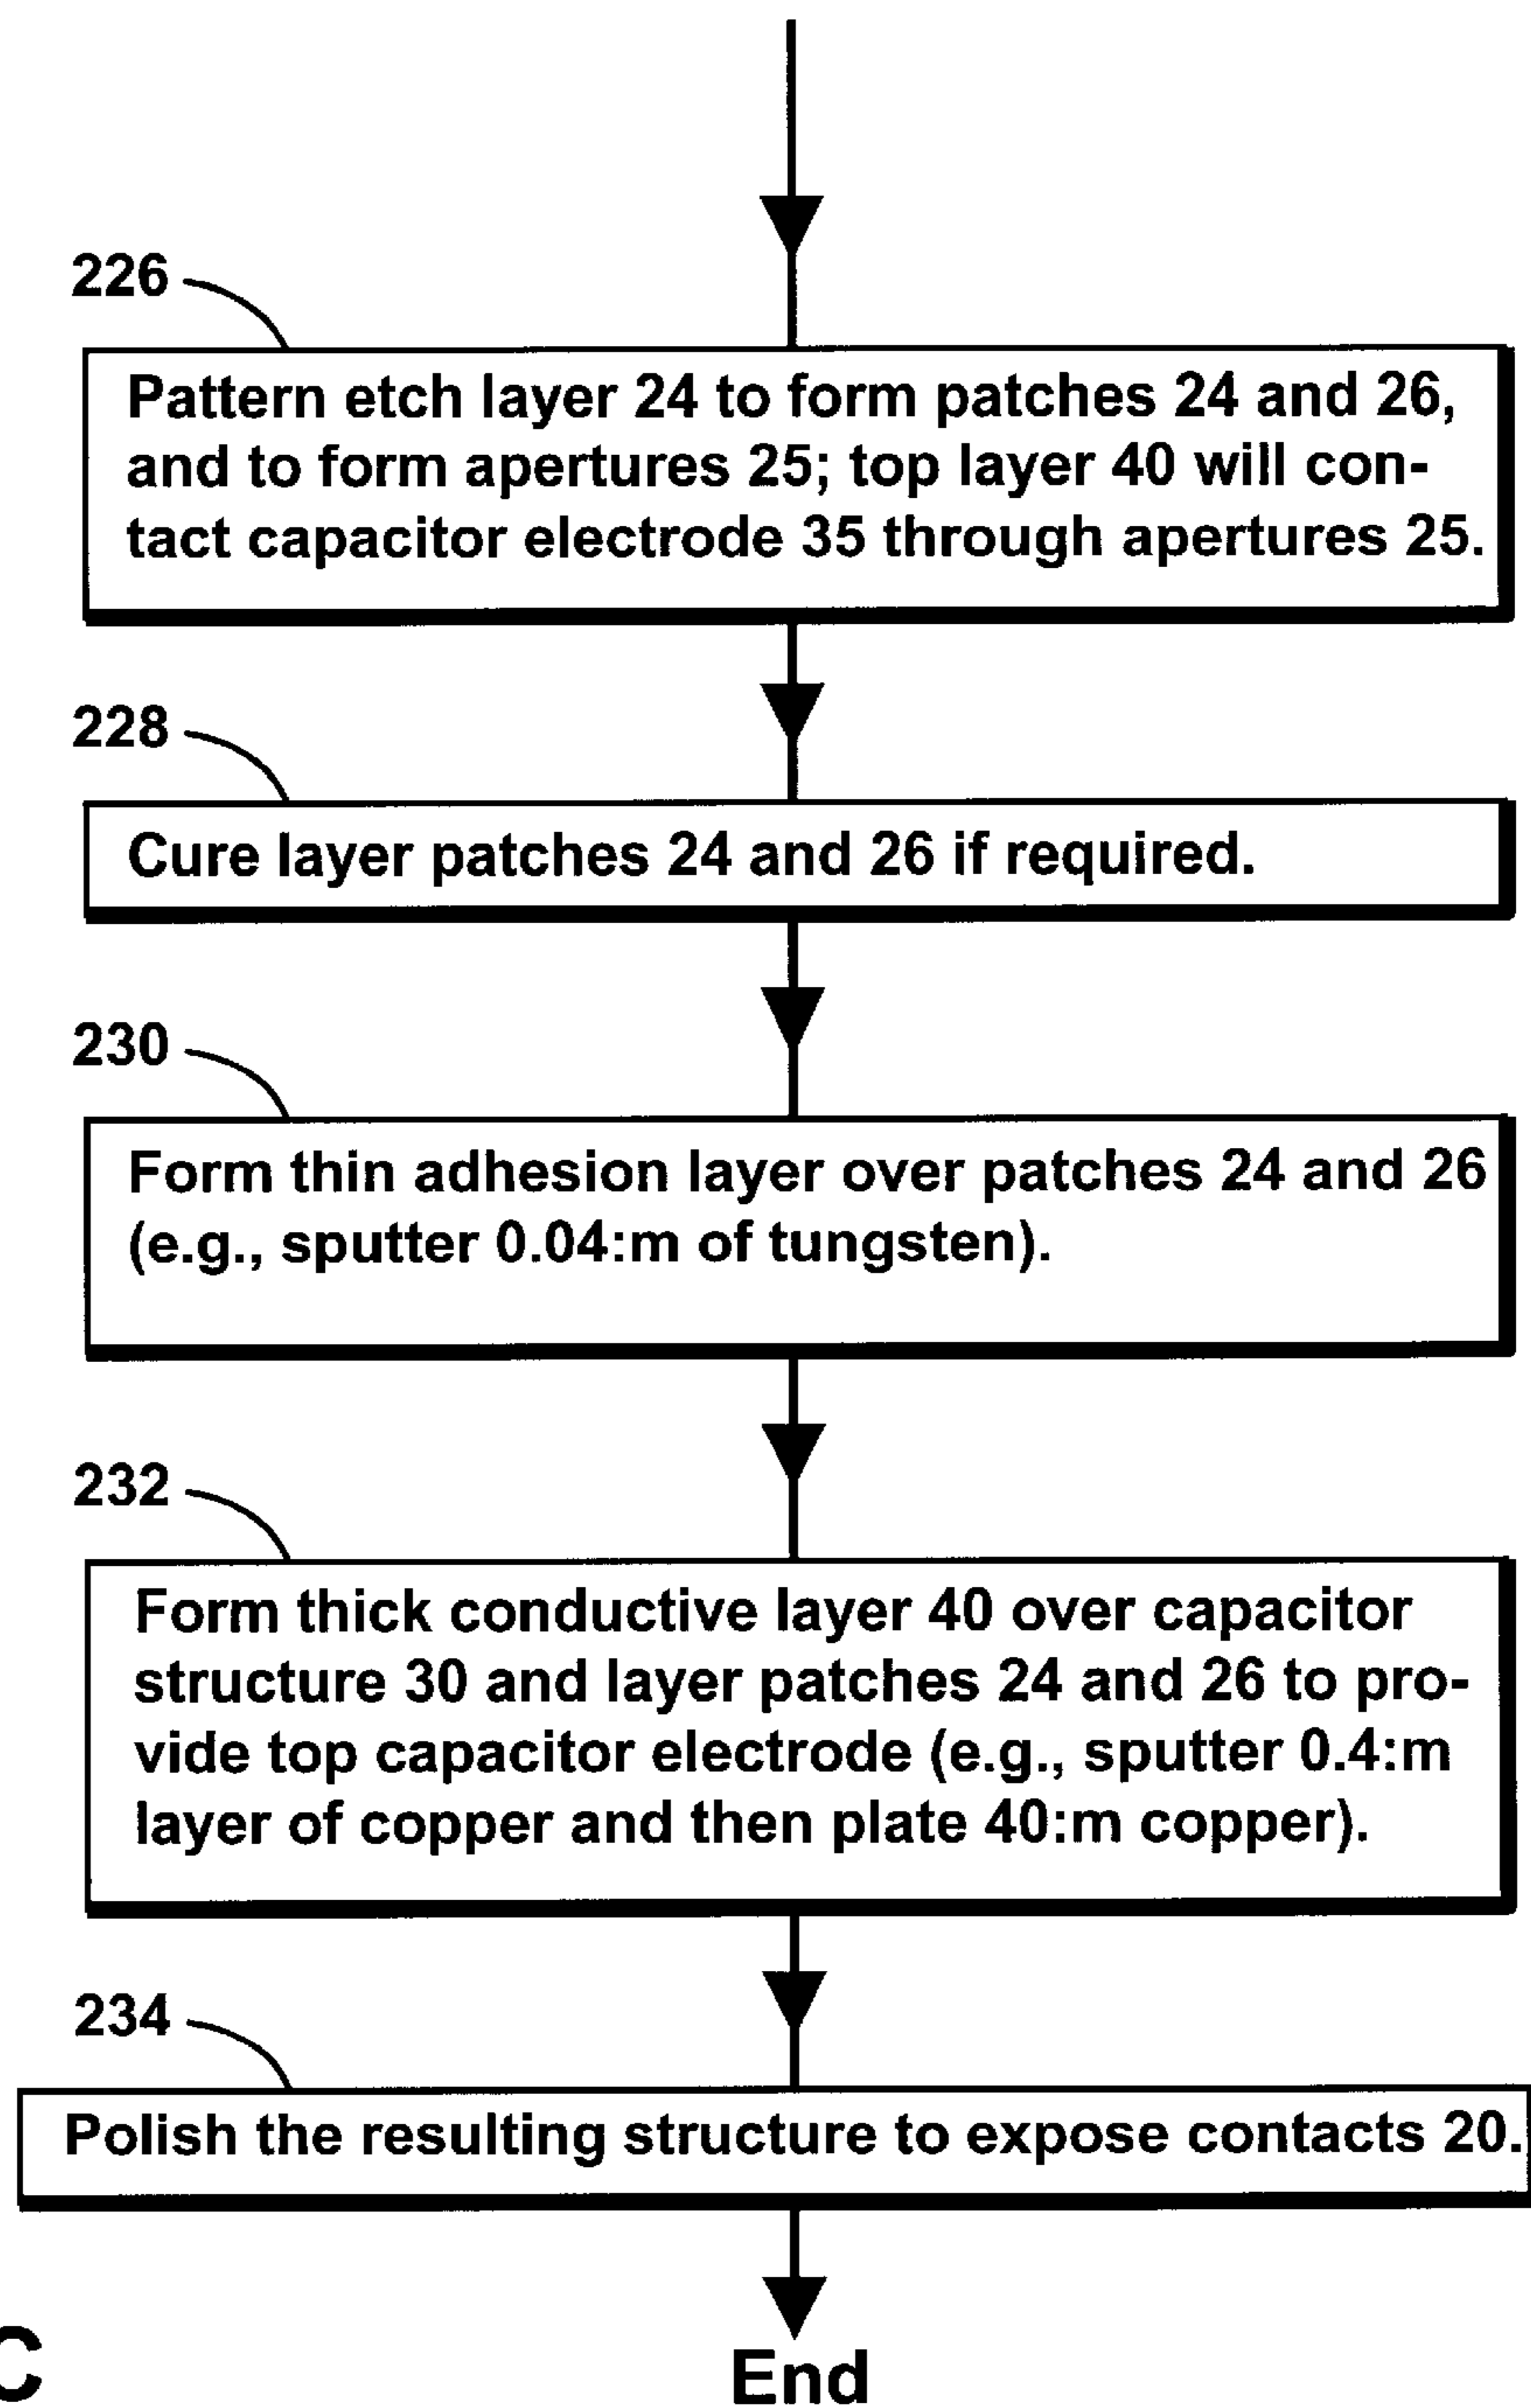 226
Pattern etch layer 24 to form patches 24 and 26,
and to form apertures 25; top layer 40 will con-
tact capacitor electrode 35 through apertures 25.
228
Cure layer patches 24 and 26 if required.
230
Form thin adhesion layer over patches 24 and 26
(e.g., sputter 0.04:m of tungsten).
232
Form thick conductive layer 40 over capacitor
structure 30 and layer patches 24 and 26 to pro-
vide top capacitor electrode (e.g., sputter 0.4:m
layer of copper and then plate 40:m copper).
234
Polish the resulting structure to expose contacts 20.
C
End